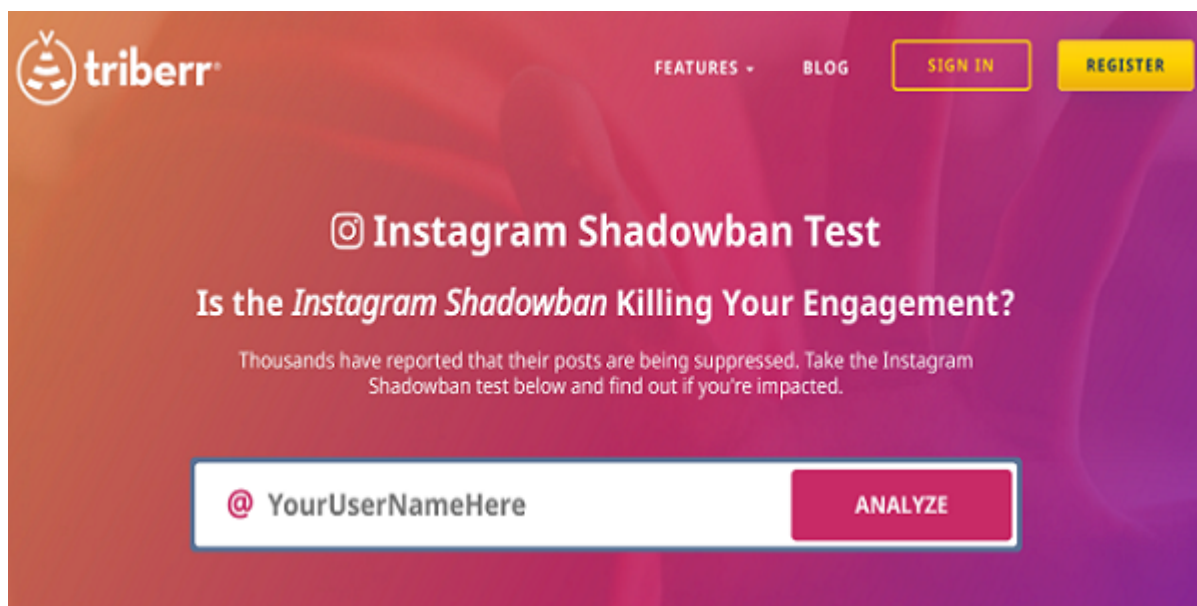 triberr®
FEATURES
BLOG
SIGN IN
REGISTER
Instagram Shadowban Test
Is the Instagram Shadowban Killing Your Engagement?
Thousands have reported that their posts are being suppressed. Take the Instagram
Shadowban test below and find out if you're impacted.
@ YourUserNameHere
ANALYZE